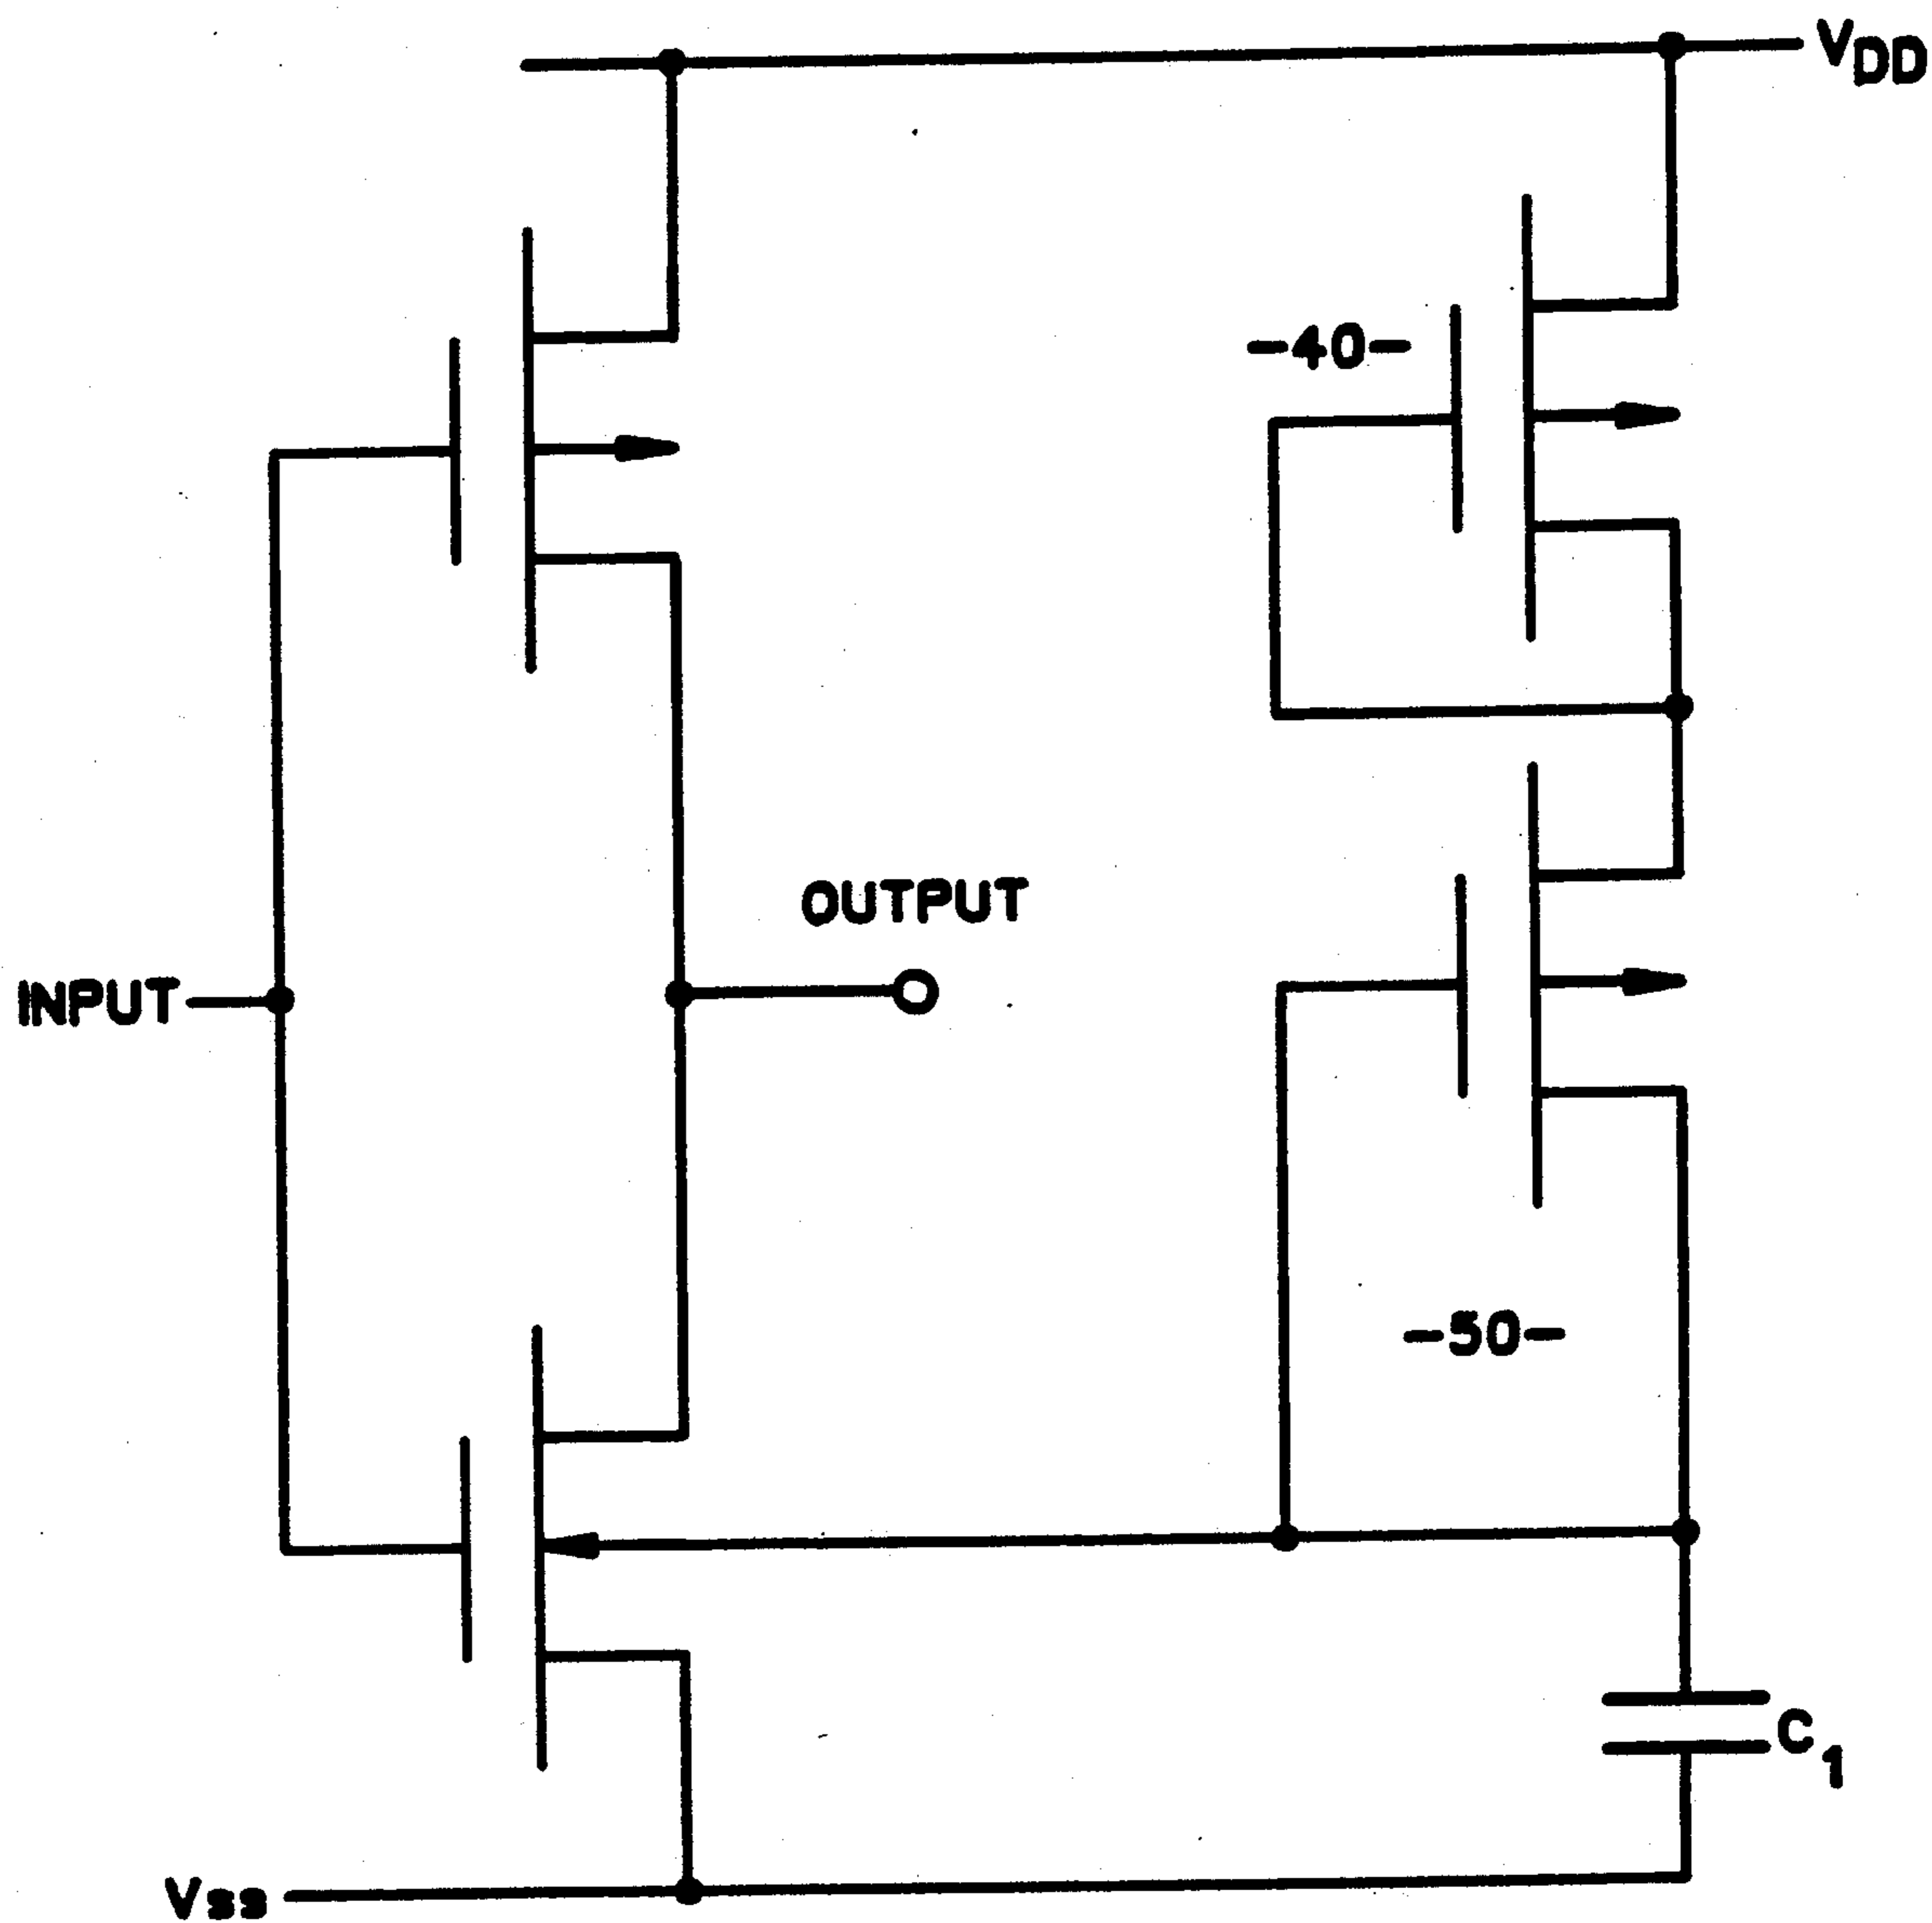 VDD
-40-
OUTPUT
INPUT
-50-
C1
Vss